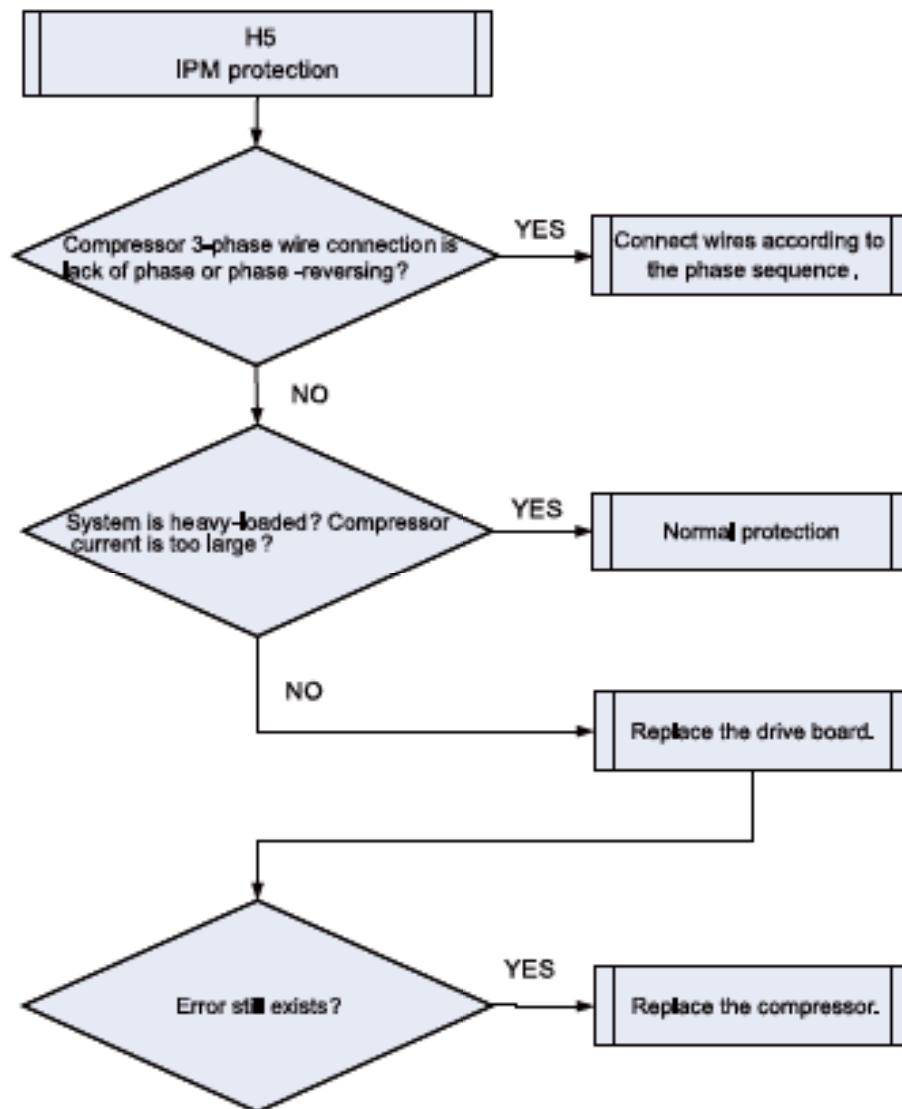 H5
IPM protection
Compressor 3-phase wire connection is
lack of phase or phase -reversing?
YES
Connect wires according to
the phase sequence.
NO
System is heavy-loaded? Compressor
current is too large?
YES
Normal protection
NO
Replace the drive board.
Error still exists?
YES
Replace the compressor.